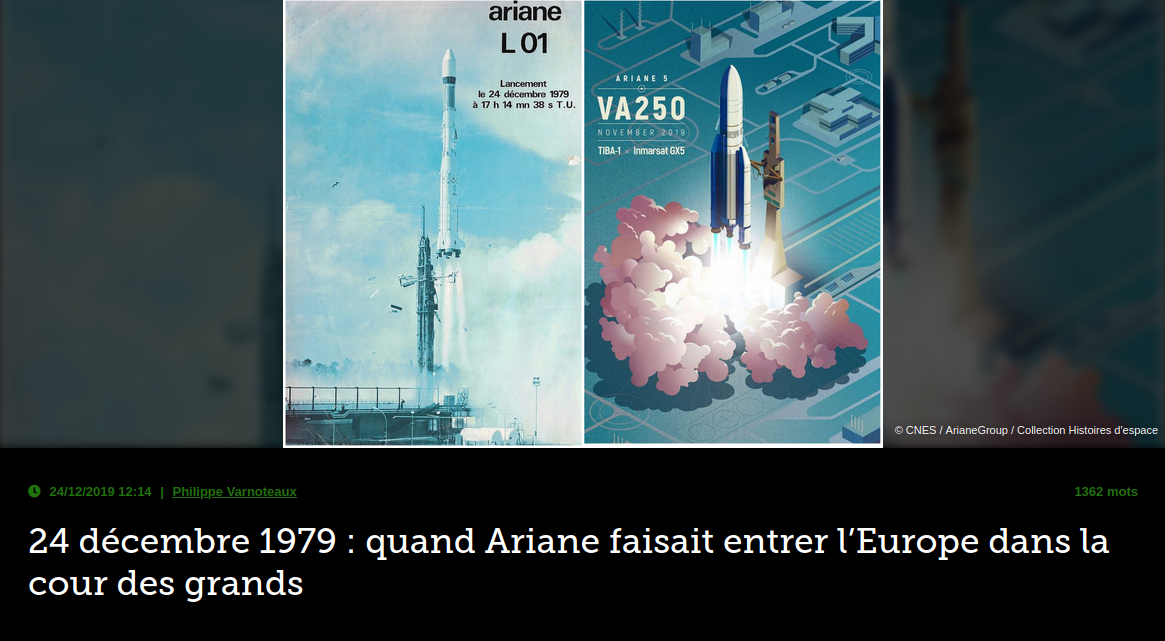 ariane
L 01
Lancement
le 24 décembre 1979
à 17 h 14 mn 38 s T.U.
ARIANE 5
VA250
NOVEMBER 2019
TIBA-1 × Inmarsat GX5
© CNES / ArianeGroup / Collection Histoires d'espace
24/12/2019 12:14 | Philippe Varnoteaux
1362 mots
24 décembre 1979 : quand Ariane faisait entrer l’Europe dans la
cour des grands